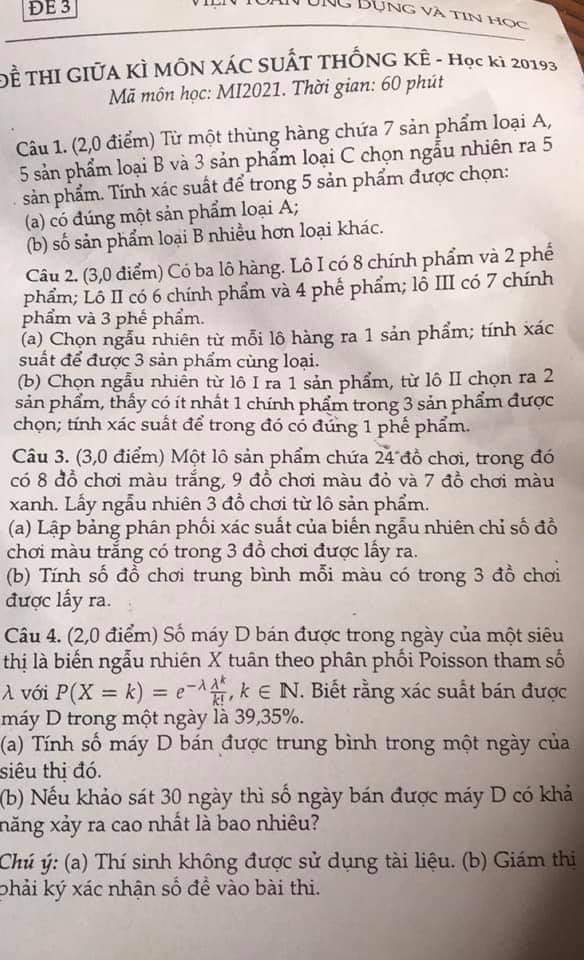 ĐỀ 3
VIỆN TOÁN ỨNG DỤNG VÀ TIN HỌC
ĐỀ THI GIỮA KÌ MÔN XÁC SUẤT THỐNG KÊ - Học kì 20193
Mã môn học: MI2021. Thời gian: 60 phút
Câu 1. (2,0 điểm) Từ một thùng hàng chứa 7 sản phẩm loại A,
5 sản phẩm loại B và 3 sản phẩm loại C chọn ngẫu nhiên ra 5
sản phẩm. Tính xác suất để trong 5 sản phẩm được chọn:
(a) có đúng một sản phẩm loại A;
(b) số sản phẩm loại B nhiều hơn loại khác.
Câu 2. (3,0 điểm) Có ba lô hàng. Lô I có 8 chính phẩm và 2 phế
phẩm; Lô II có 6 chính phẩm và 4 phế phẩm; lô III có 7 chính
phẩm và 3 phế phẩm.
(a) Chọn ngẫu nhiên từ mỗi lô hàng ra 1 sản phẩm; tính xác
suất để được 3 sản phẩm cùng loại.
(b) Chọn ngẫu nhiên từ lô I ra 1 sản phẩm, từ lô II chọn ra 2
sản phẩm, thấy có ít nhất 1 chính phẩm trong 3 sản phẩm được
chọn; tính xác suất để trong đó có đúng 1 phế phẩm.
Câu 3. (3,0 điểm) Một lô sản phẩm chứa 24 đồ chơi, trong đó
có 8 đồ chơi màu trắng, 9 đồ chơi màu đỏ và 7 đồ chơi màu
xanh. Lấy ngẫu nhiên 3 đồ chơi từ lô sản phẩm.
(a) Lập bảng phân phối xác suất của biến ngẫu nhiên chỉ số đồ
chơi màu trắng có trong 3 đồ chơi được lấy ra.
(b) Tính số đồ chơi trung bình mỗi màu có trong 3 đồ chơi
được lấy ra.
Câu 4. (2,0 điểm) Số máy D bán được trong ngày của một siêu
thị là biến ngẫu nhiên X tuân theo phân phối Poisson tham số
λ với P(X = k) = e^{-λ} λ^k/k!, k ∈ ℕ. Biết rằng xác suất bán được
máy D trong một ngày là 39,35%.
(a) Tính số máy D bán được trung bình trong một ngày của
siêu thị đó.
(b) Nếu khảo sát 30 ngày thì số ngày bán được máy D có khả
năng xảy ra cao nhất là bao nhiêu?
Chú ý: (a) Thí sinh không được sử dụng tài liệu. (b) Giám thị
phải ký xác nhận số đề vào bài thi.